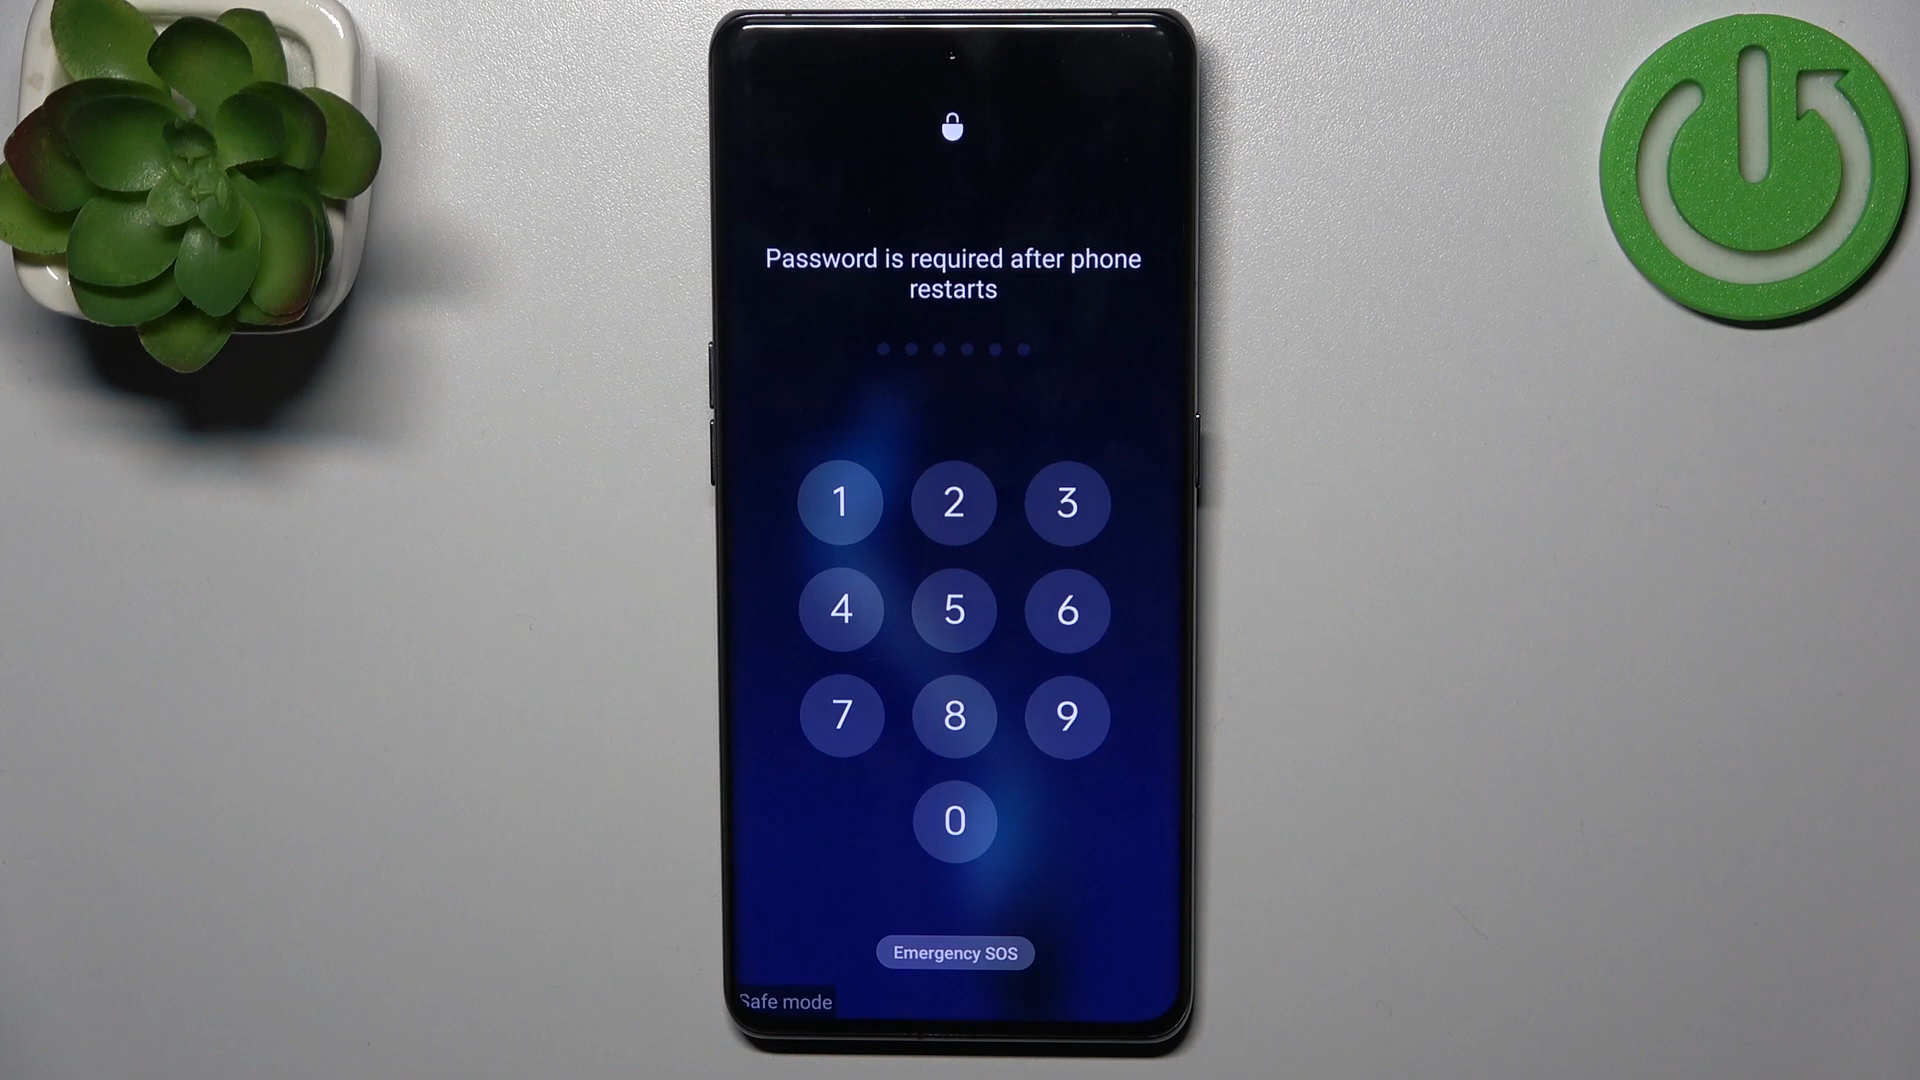 Password is required after phone
restarts
1 2 3
4 5 6
7 8 9
0
Emergency SOS
Safe mode